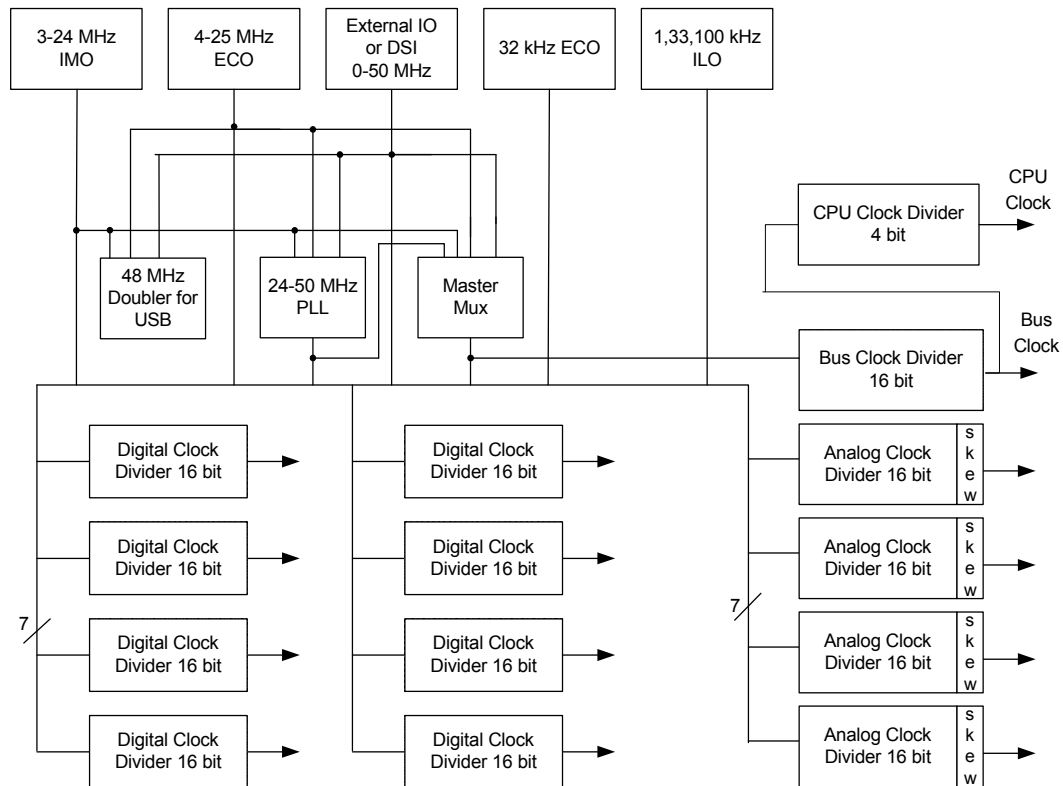 3-24 MHz
IMO
4-25 MHz
ECO
External IO
or DSI
0-50 MHz
32 kHz ECO
1,33,100 kHz
ILO
CPU
Clock
CPU Clock Divider
4 bit
48 MHz
Doubler for
USB
24-50 MHz
PLL
Master
Mux
Bus
Clock
Bus Clock Divider
16 bit
Digital Clock
Divider 16 bit
Digital Clock
Divider 16 bit
Analog Clock
Divider 16 bit
s
k
e
w
Digital Clock
Divider 16 bit
Digital Clock
Divider 16 bit
Analog Clock
Divider 16 bit
s
k
e
w
7
7
Digital Clock
Divider 16 bit
Digital Clock
Divider 16 bit
Analog Clock
Divider 16 bit
s
k
e
w
Digital Clock
Divider 16 bit
Digital Clock
Divider 16 bit
Analog Clock
Divider 16 bit
s
k
e
w